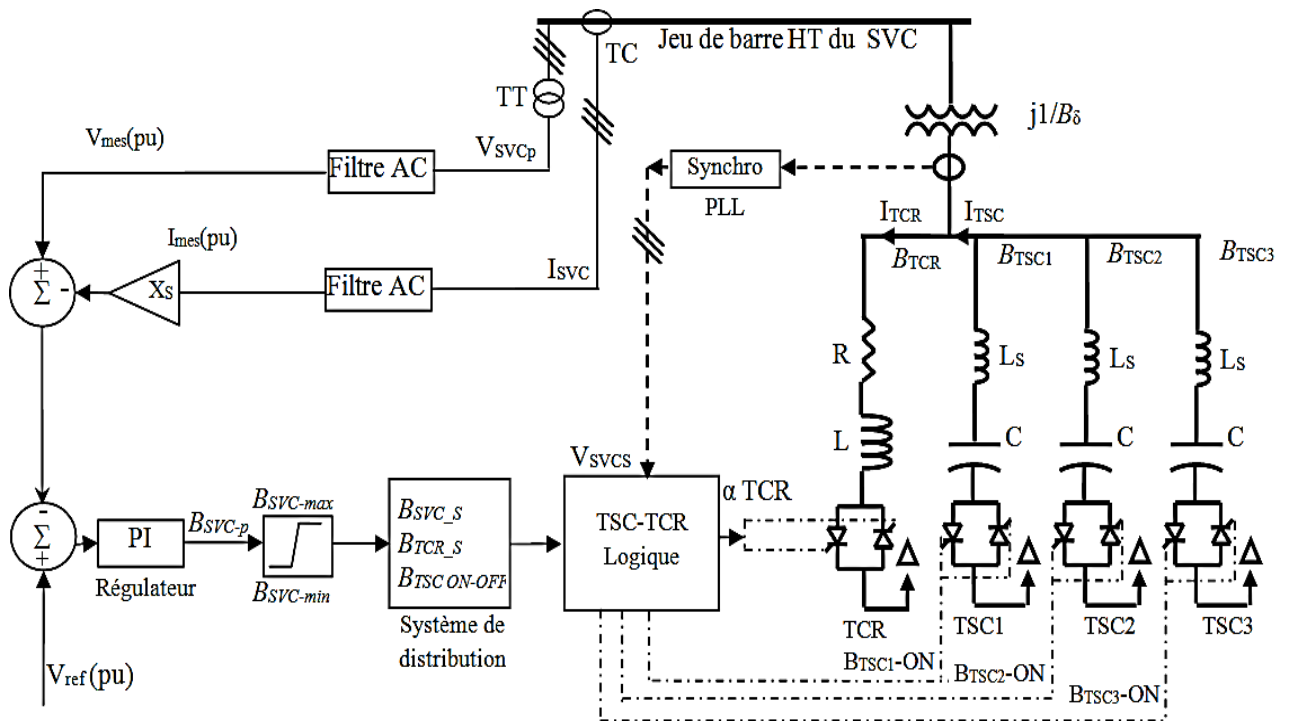 Jeu de barre HT du SVC
TC
TT
j1/Bδ
Vmes(pu)
VSVCp
Filtre AC
Synchro
PLL
ITCR
ITSC
Imes(pu)
BTCR
BTSC1
BTSC2
BTSC3
ISVC
+
Σ
-
XS
Filtre AC
R
LS
LS
LS
L
C
C
C
VSVCS
α TCR
-
Σ
+
PI
Régulateur
BSVC-p
BSVC-max
BSVC-min
BSVC_S
BTCR_S
BTSC ON-OFF
Système de
distribution
TSC-TCR
Logique
Δ
Δ
Δ
Δ
TCR
TSC1
TSC2
TSC3
BTSC1-ON
BTSC2-ON
BTSC3-ON
Vref(pu)